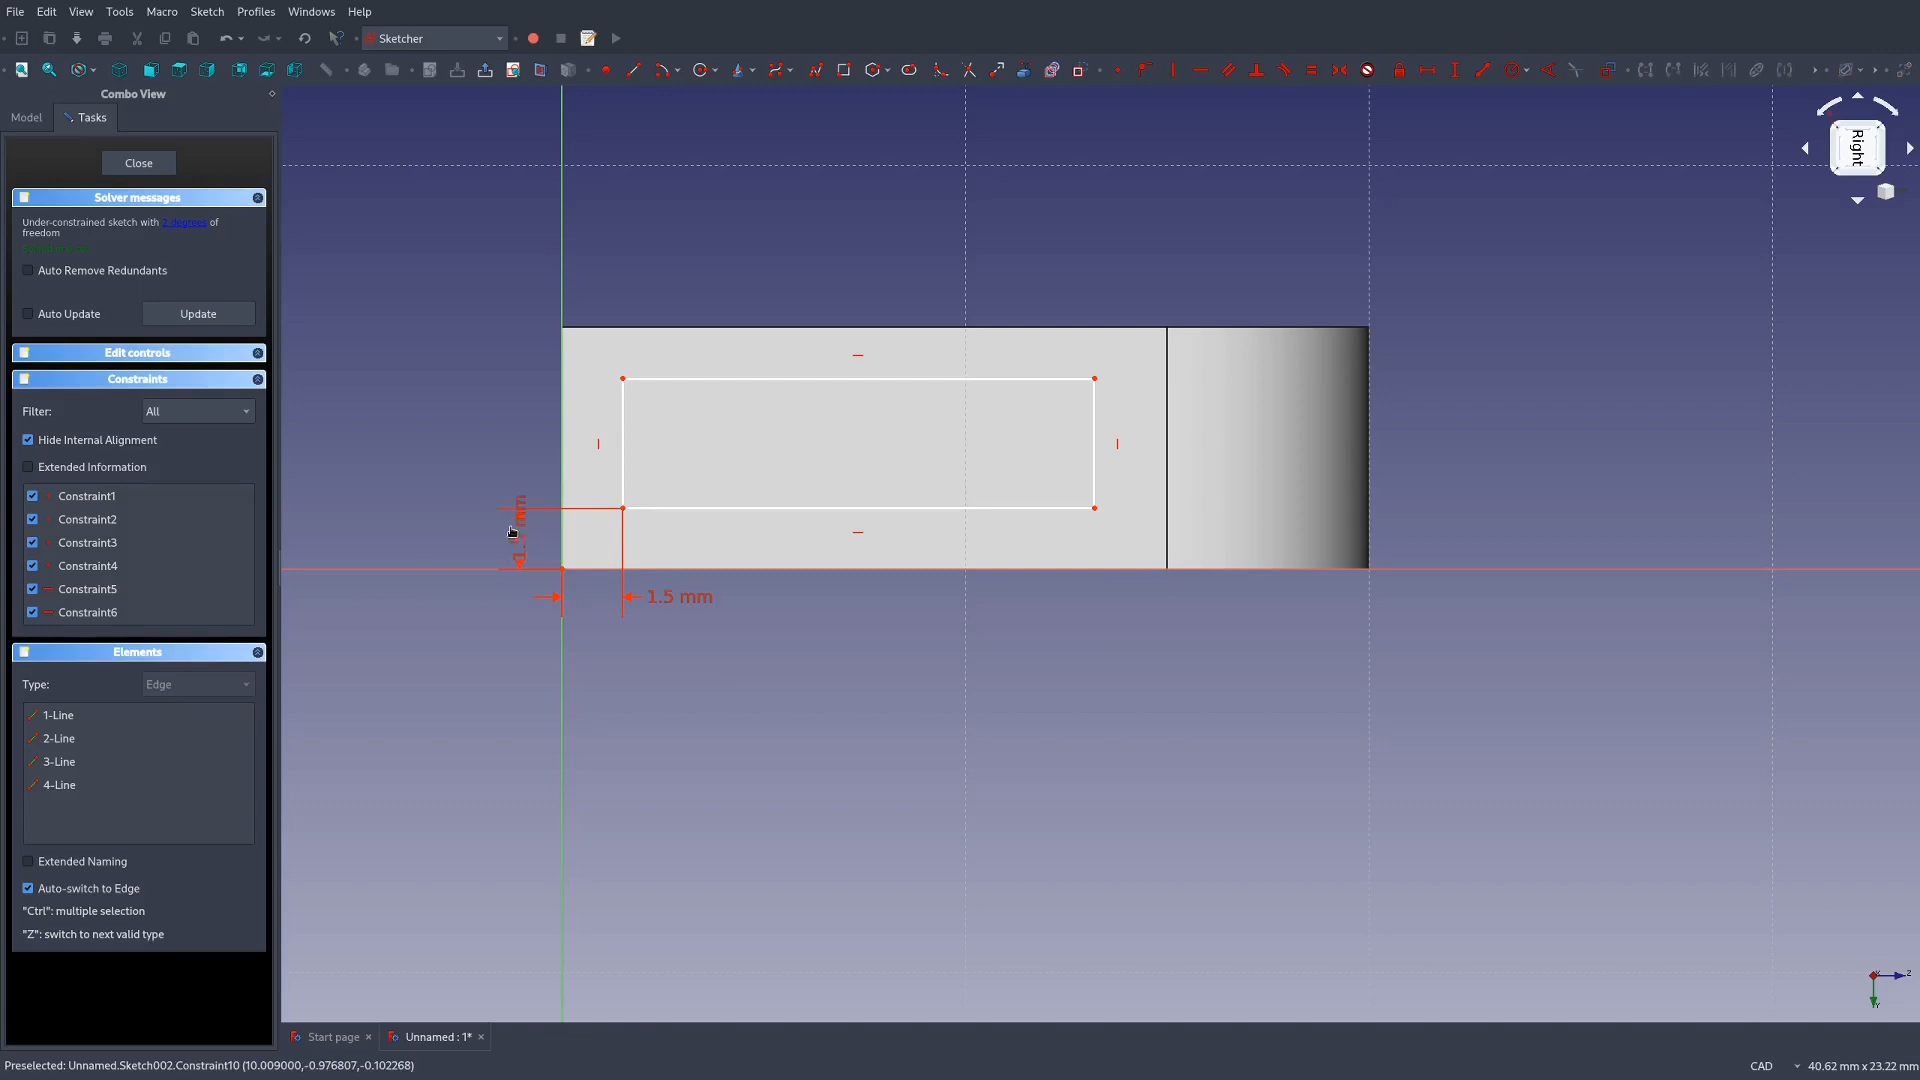 File Edit View Tools Macro Sketch Profiles Windows Help
Sketcher
Combo View
Model Tasks
Close
Solver messages
Under-constrained sketch with 2 degrees of
freedom
Auto Remove Redundants
Auto Update Update
Edit controls
Constraints
Filter: All
Hide Internal Alignment
Extended Information
Constraint1
Constraint2
Constraint3
Constraint4
Constraint5
Constraint6
Elements
Type: Edge
1-Line
2-Line
3-Line
4-Line
Extended Naming
Auto-switch to Edge
"Ctrl": multiple selection
"Z": switch to next valid type
Right
1.5 mm
Start page Unnamed : 1*
Preselected: Unnamed.Sketch002.Constraint10 (10.009000,-0.976807,-0.102268)
CAD 40.62 mm x 23.22 mm